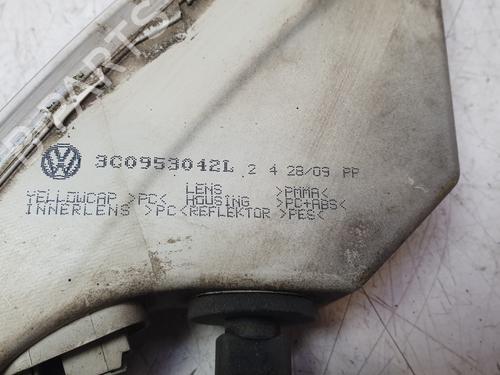 3C0953042L 2 4 28/09 PP
LENS >PMMA<
YELLOWCAP >PC< HOUSING >PC+ABS<
INNERLENS >PC< REFLEKTOR >PES<